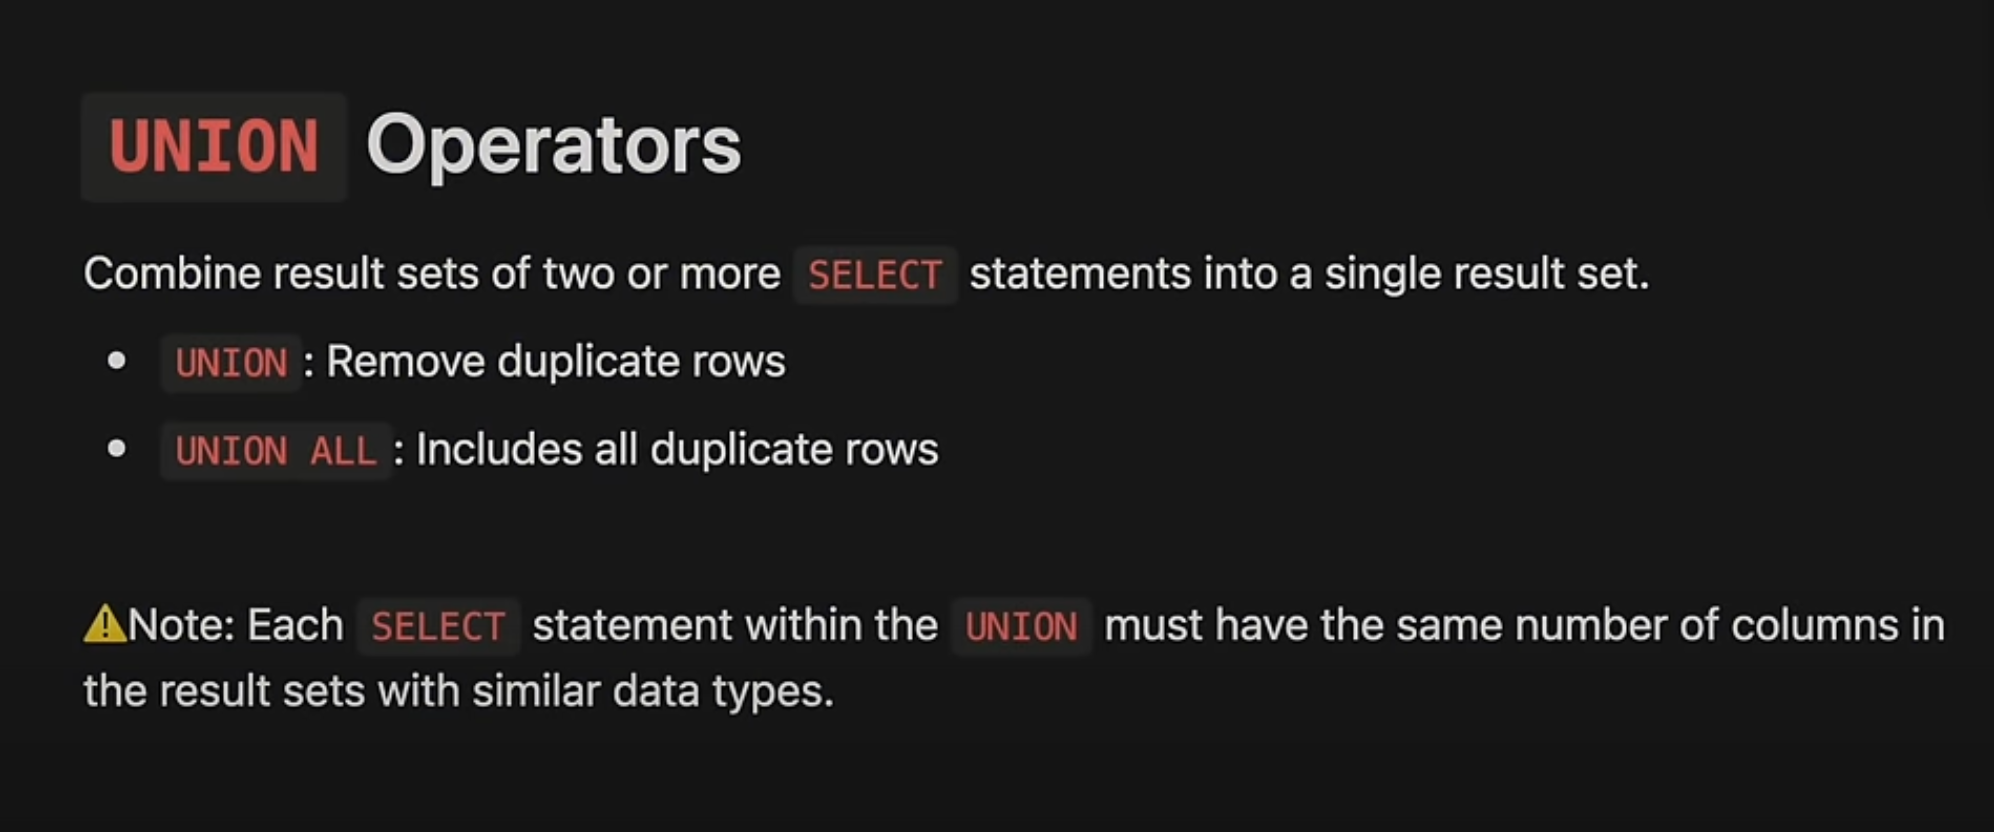 UNION Operators
Combine result sets of two or more SELECT statements into a single result set.
• UNION : Remove duplicate rows
• UNION ALL : Includes all duplicate rows
⚠Note: Each SELECT statement within the UNION must have the same number of columns in
the result sets with similar data types.